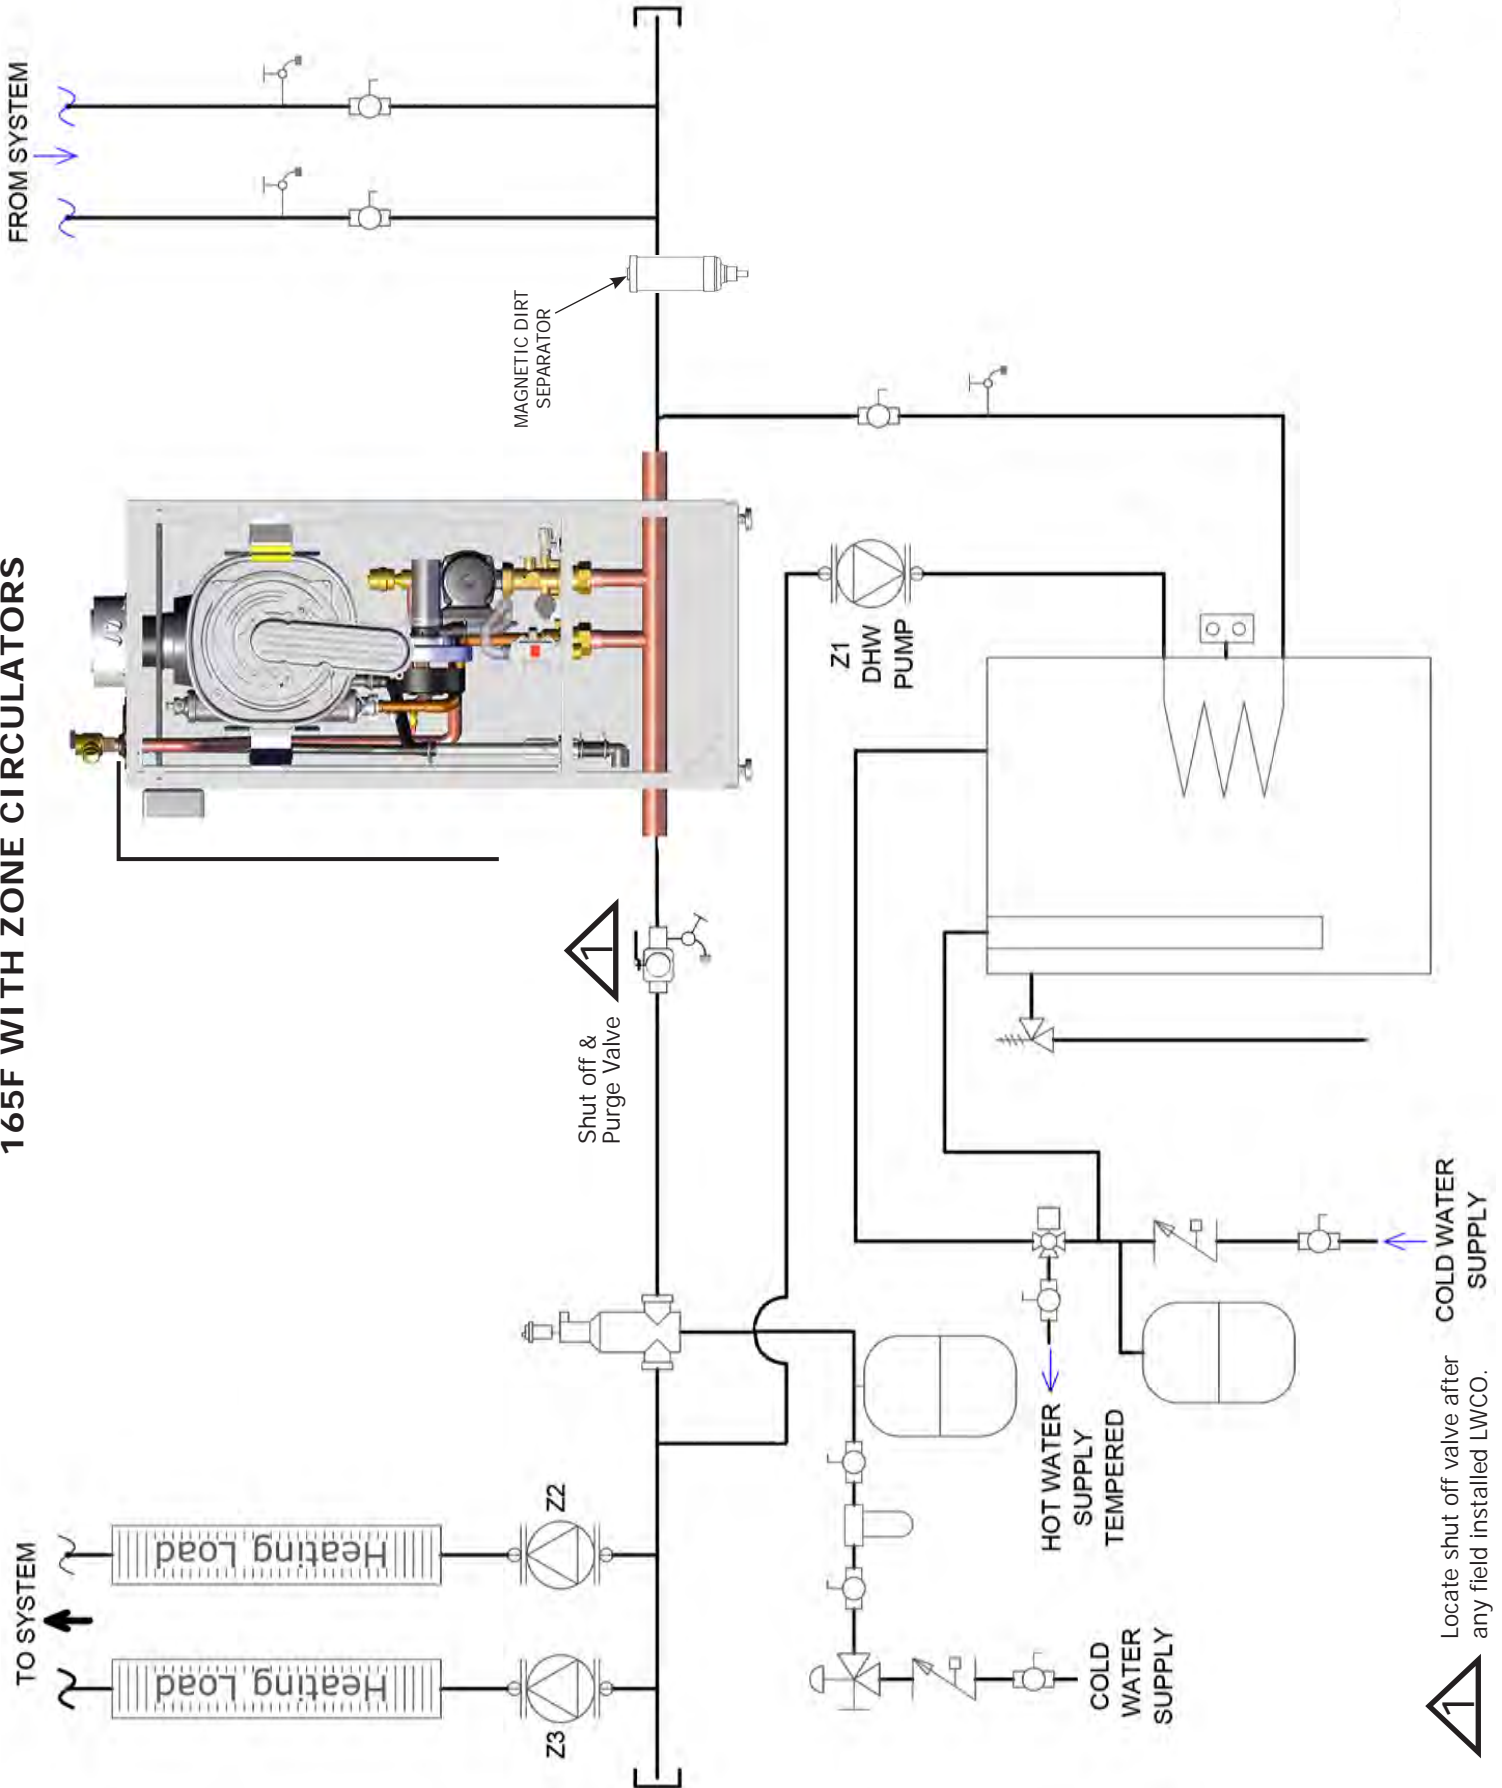 165F WITH ZONE CIRCULATORS
TO SYSTEM
FROM SYSTEM
Heating Load
Heating Load
Z3
Z2
MAGNETIC DIRT
SEPARATOR
Shut off &
Purge Valve
1
Z1
DHW
PUMP
COLD
WATER
SUPPLY
HOT WATER
SUPPLY
TEMPERED
COLD WATER
SUPPLY
1
Locate shut off valve after
any field installed LWCO.